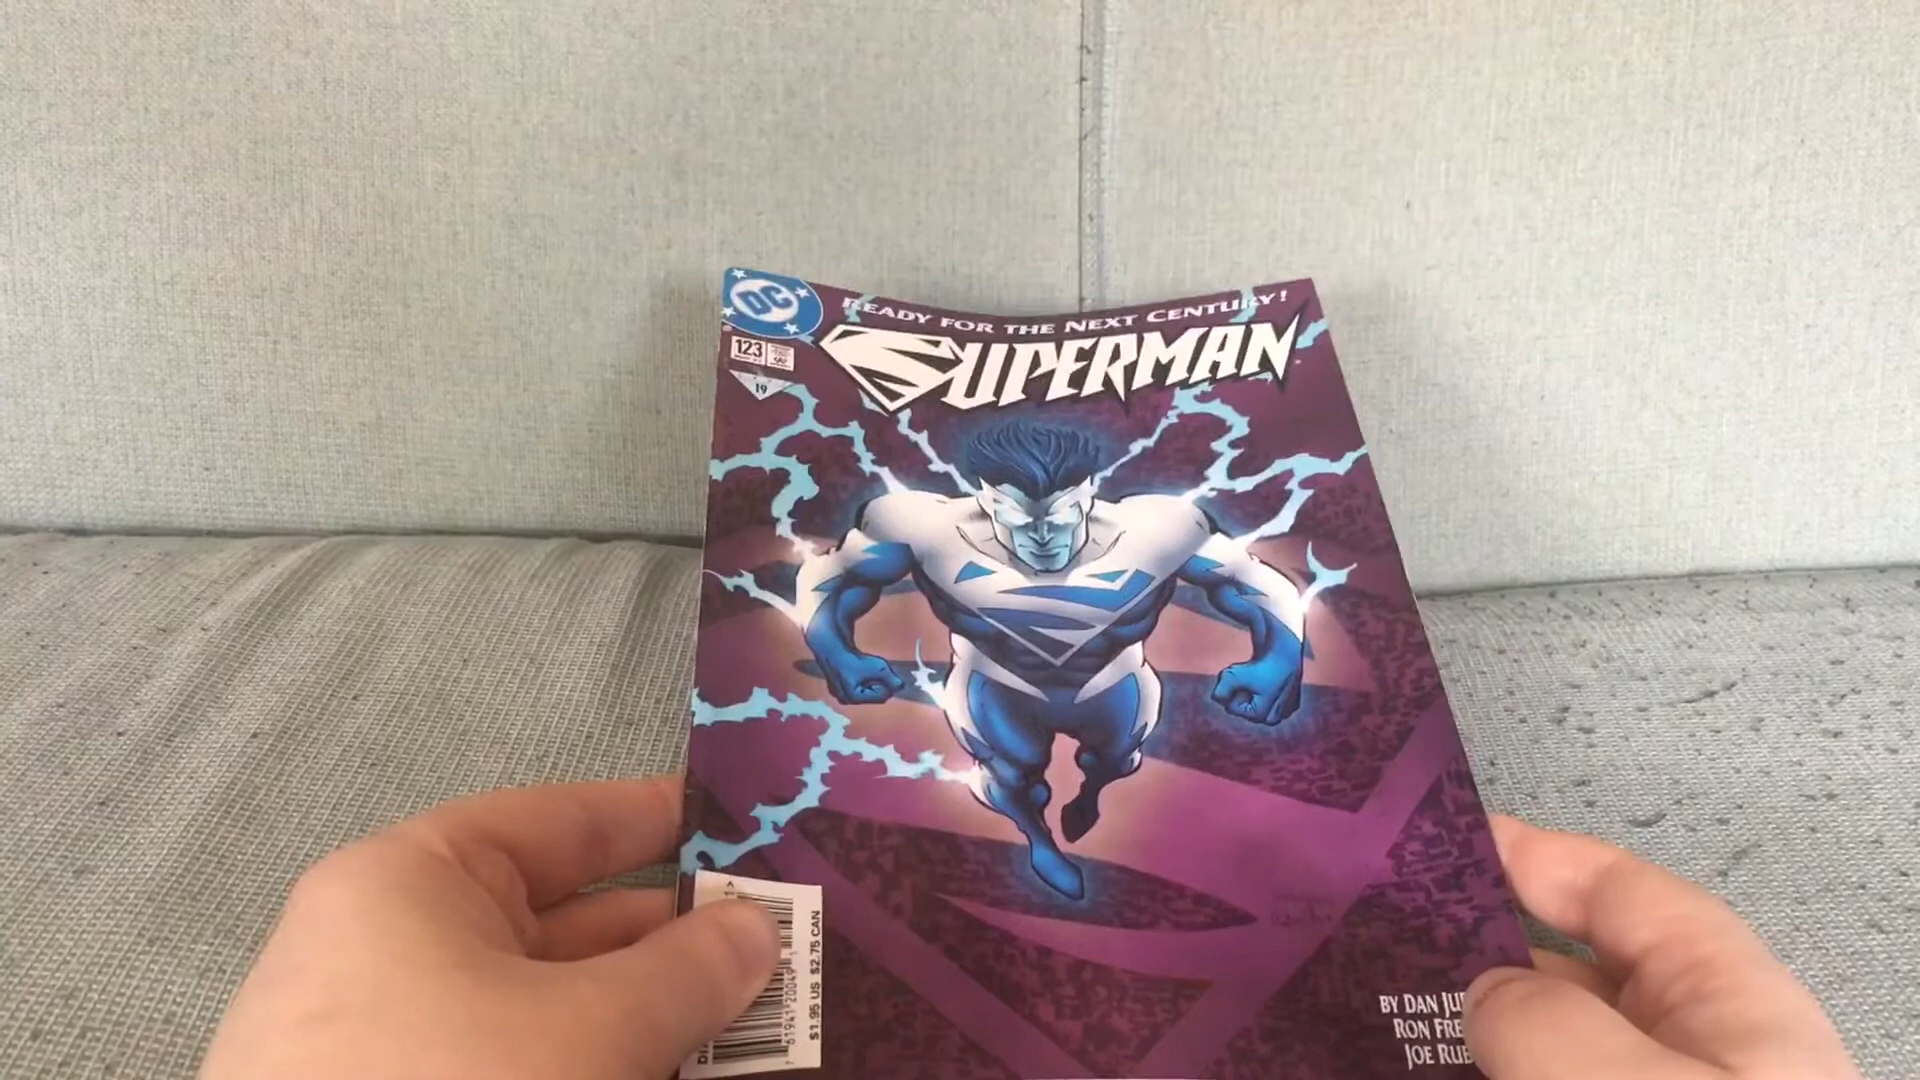 DC
READY FOR THE NEXT CENTURY!
SUPERMAN
123
19
$1.95 US $2.75 CAN
BY DAN JU
RON FRE
JOE RUB